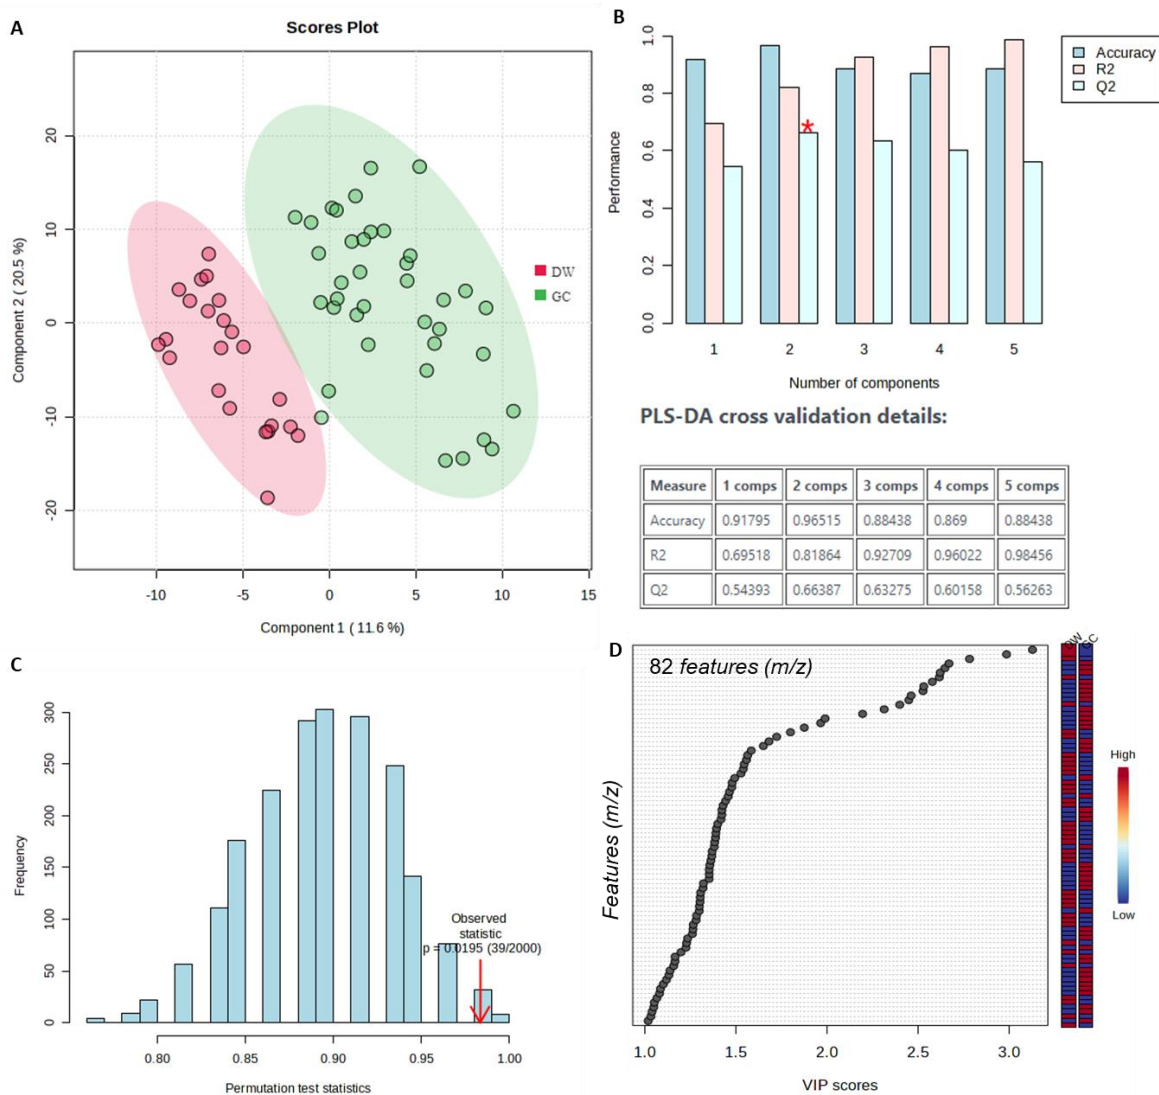 A
Scores Plot
Component 2 ( 20.5 %)
20
10
0
-10
-20
-10
-5
0
5
10
15
Component 1 ( 11.6 %)
DW
GC
B
Performance
1.0
0.8
0.6
0.4
0.2
0.0
*
Accuracy
R2
Q2
1
2
3
4
5
Number of components
PLS-DA cross validation details:
Measure 1 comps 2 comps 3 comps 4 comps 5 comps
Accuracy 0.91795 0.96515 0.88438 0.869 0.88438
R2 0.69518 0.81864 0.92709 0.96022 0.98456
Q2 0.54393 0.66387 0.63275 0.60158 0.56263
C
Frequency
300
250
200
150
100
50
0
Observed
statistic
p = 0.0195 (39/2000)
0.80
0.85
0.90
0.95
1.00
Permutation test statistics
D
82 features (m/z)
Features (m/z)
1.0
1.5
2.0
2.5
3.0
VIP scores
DW
GC
High
Low